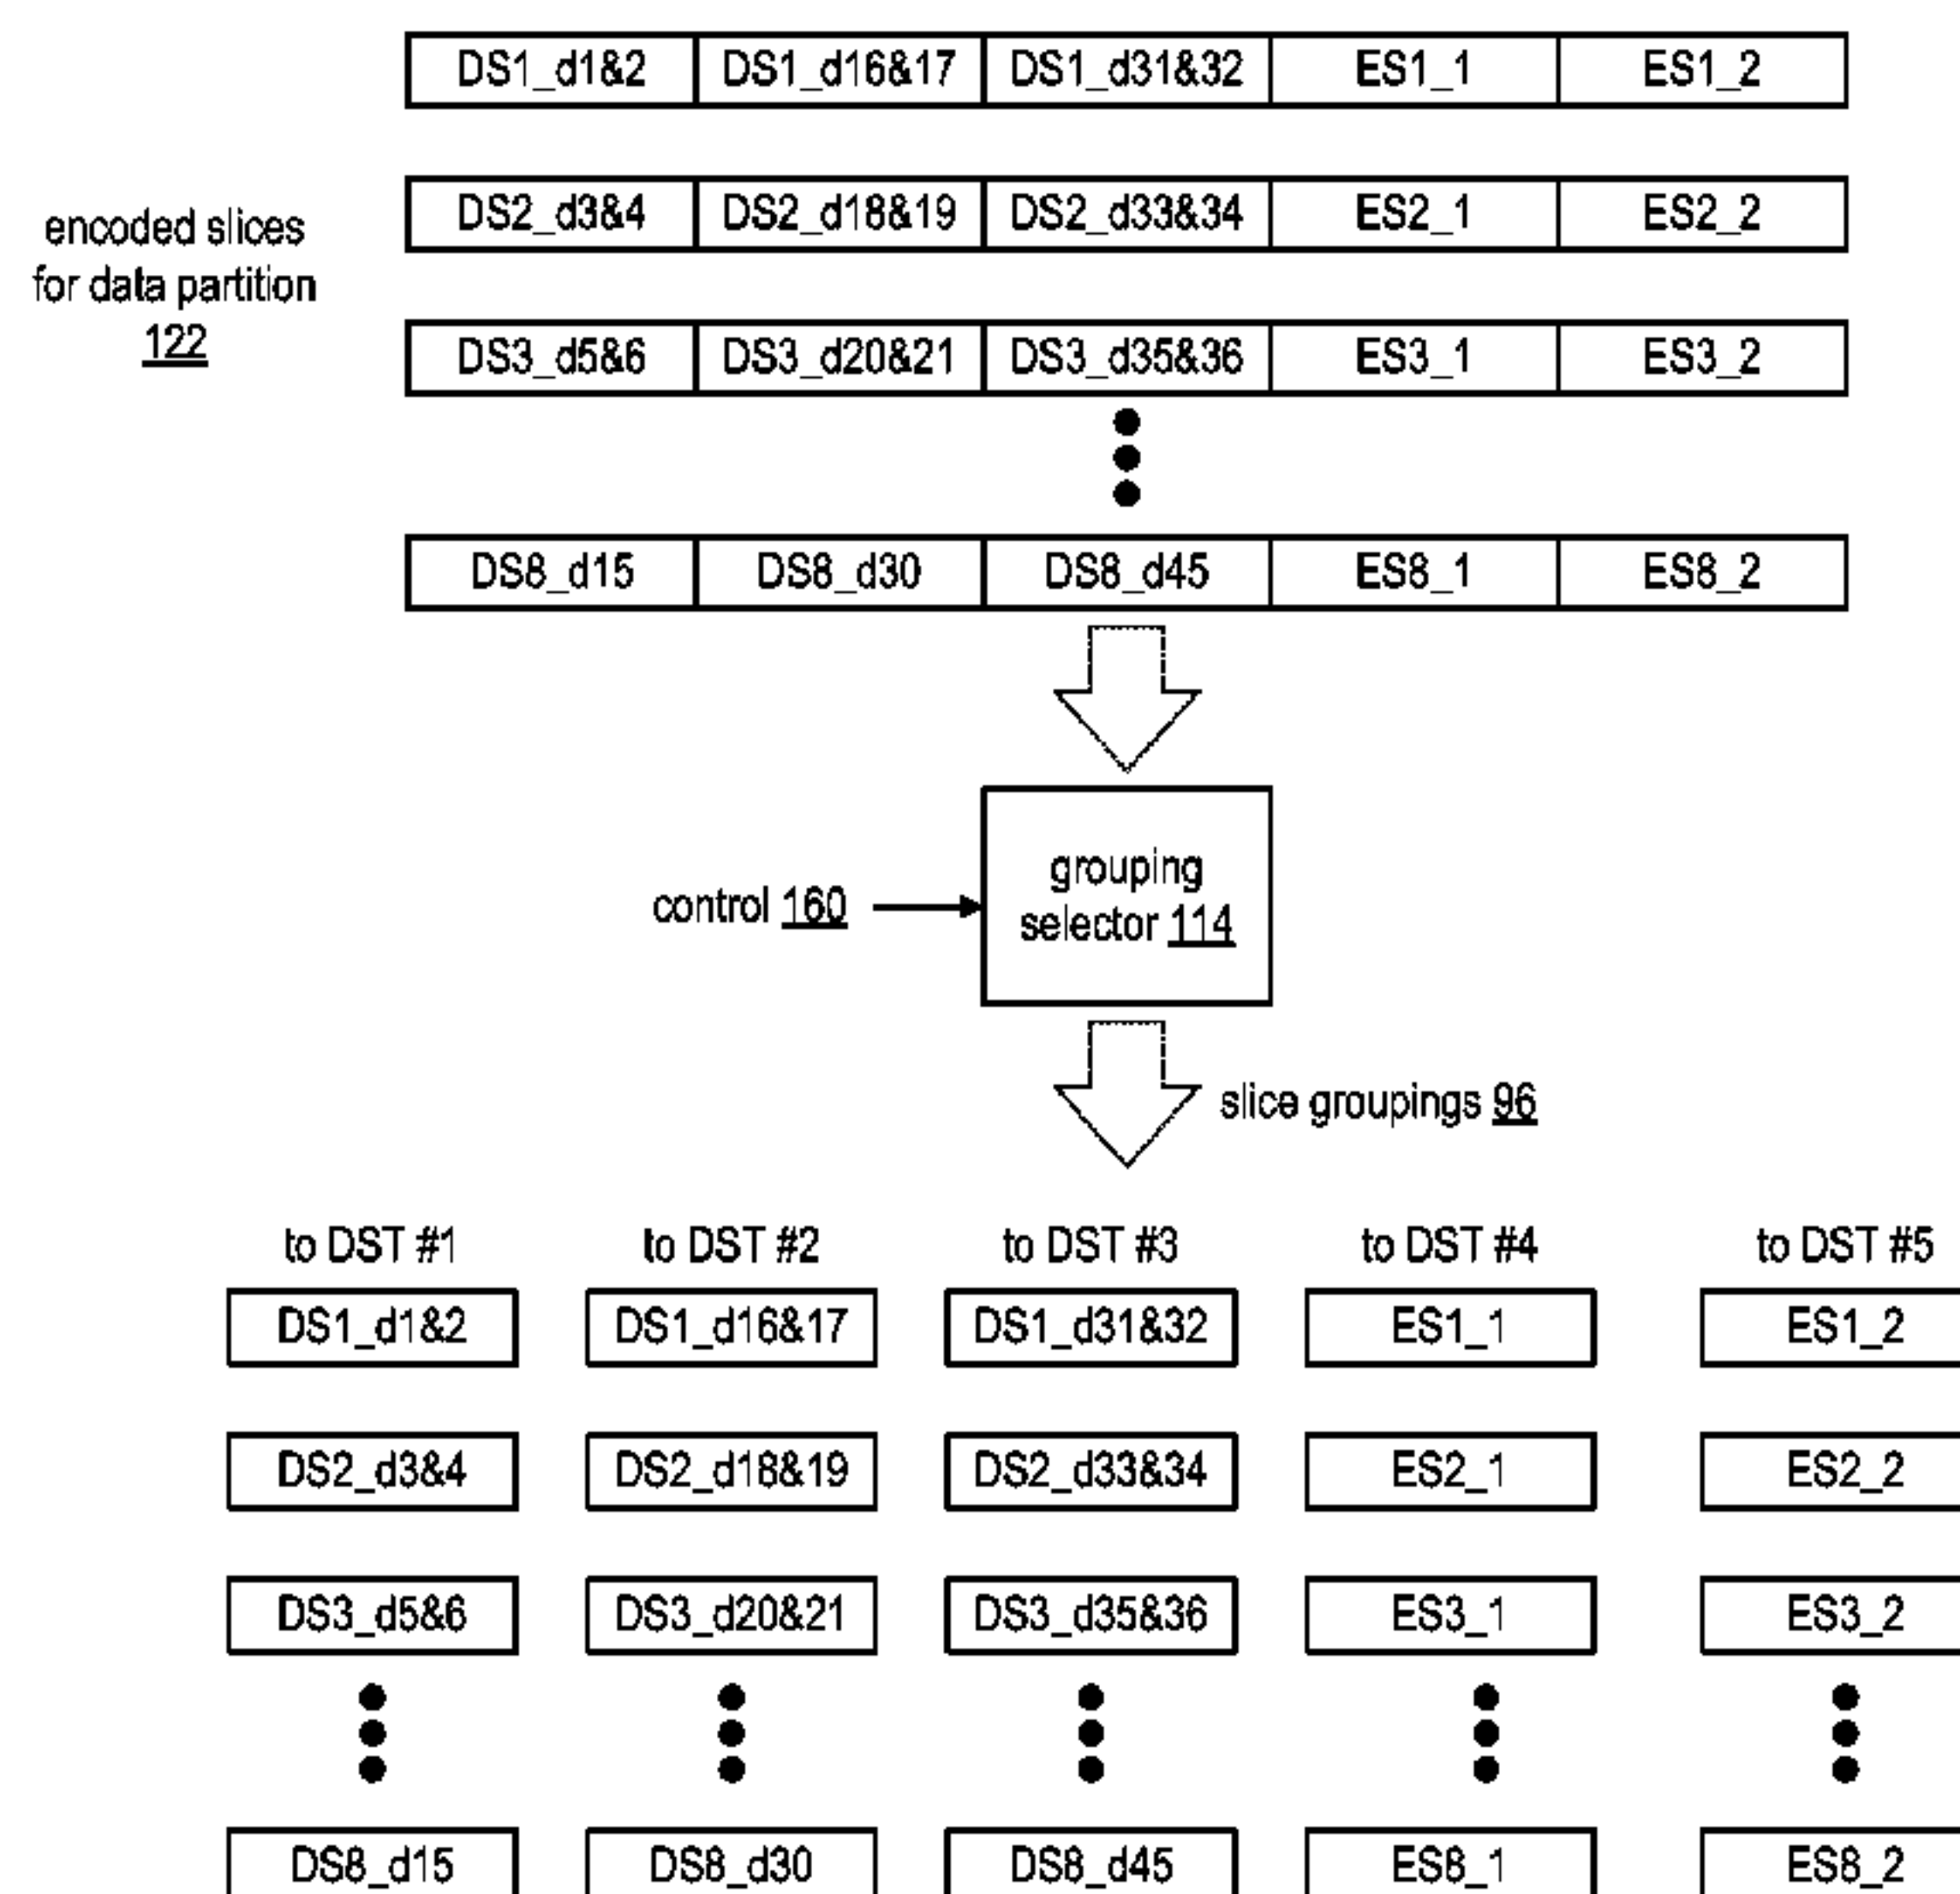 DS1_d1&2 DS1_d16&17 DS1_d31&32 ES1_1 ES1_2
encoded slices
for data partition
122
DS2_d3&4 DS2_d18&19 DS2_d33&34 ES2_1 ES2_2
DS3_d5&6 DS3_d20&21 DS3_d35&36 ES3_1 ES3_2
DS8_d15 DS8_d30 DS8_d45 ES8_1 ES8_2
control 160
grouping
selector 114
slice groupings 96
to DST #1 to DST #2 to DST #3 to DST #4 to DST #5
DS1_d1&2 DS1_d16&17 DS1_d31&32 ES1_1 ES1_2
DS2_d3&4 DS2_d18&19 DS2_d33&34 ES2_1 ES2_2
DS3_d5&6 DS3_d20&21 DS3_d35&36 ES3_1 ES3_2
DS8_d15 DS8_d30 DS8_d45 ES8_1 ES8_2